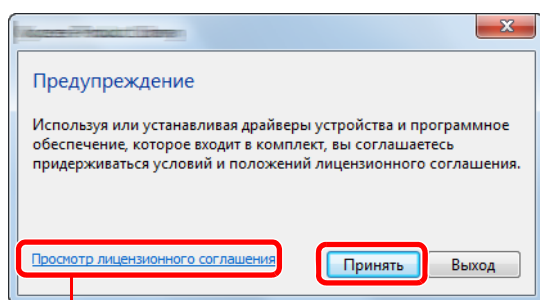 Предупреждение
Используя или устанавливая драйверы устройства и программное
обеспечение, которое входит в комплект, вы соглашаетесь
придерживаться условий и положений лицензионного соглашения.
Просмотр лицензионного соглашения
Принять
Выход